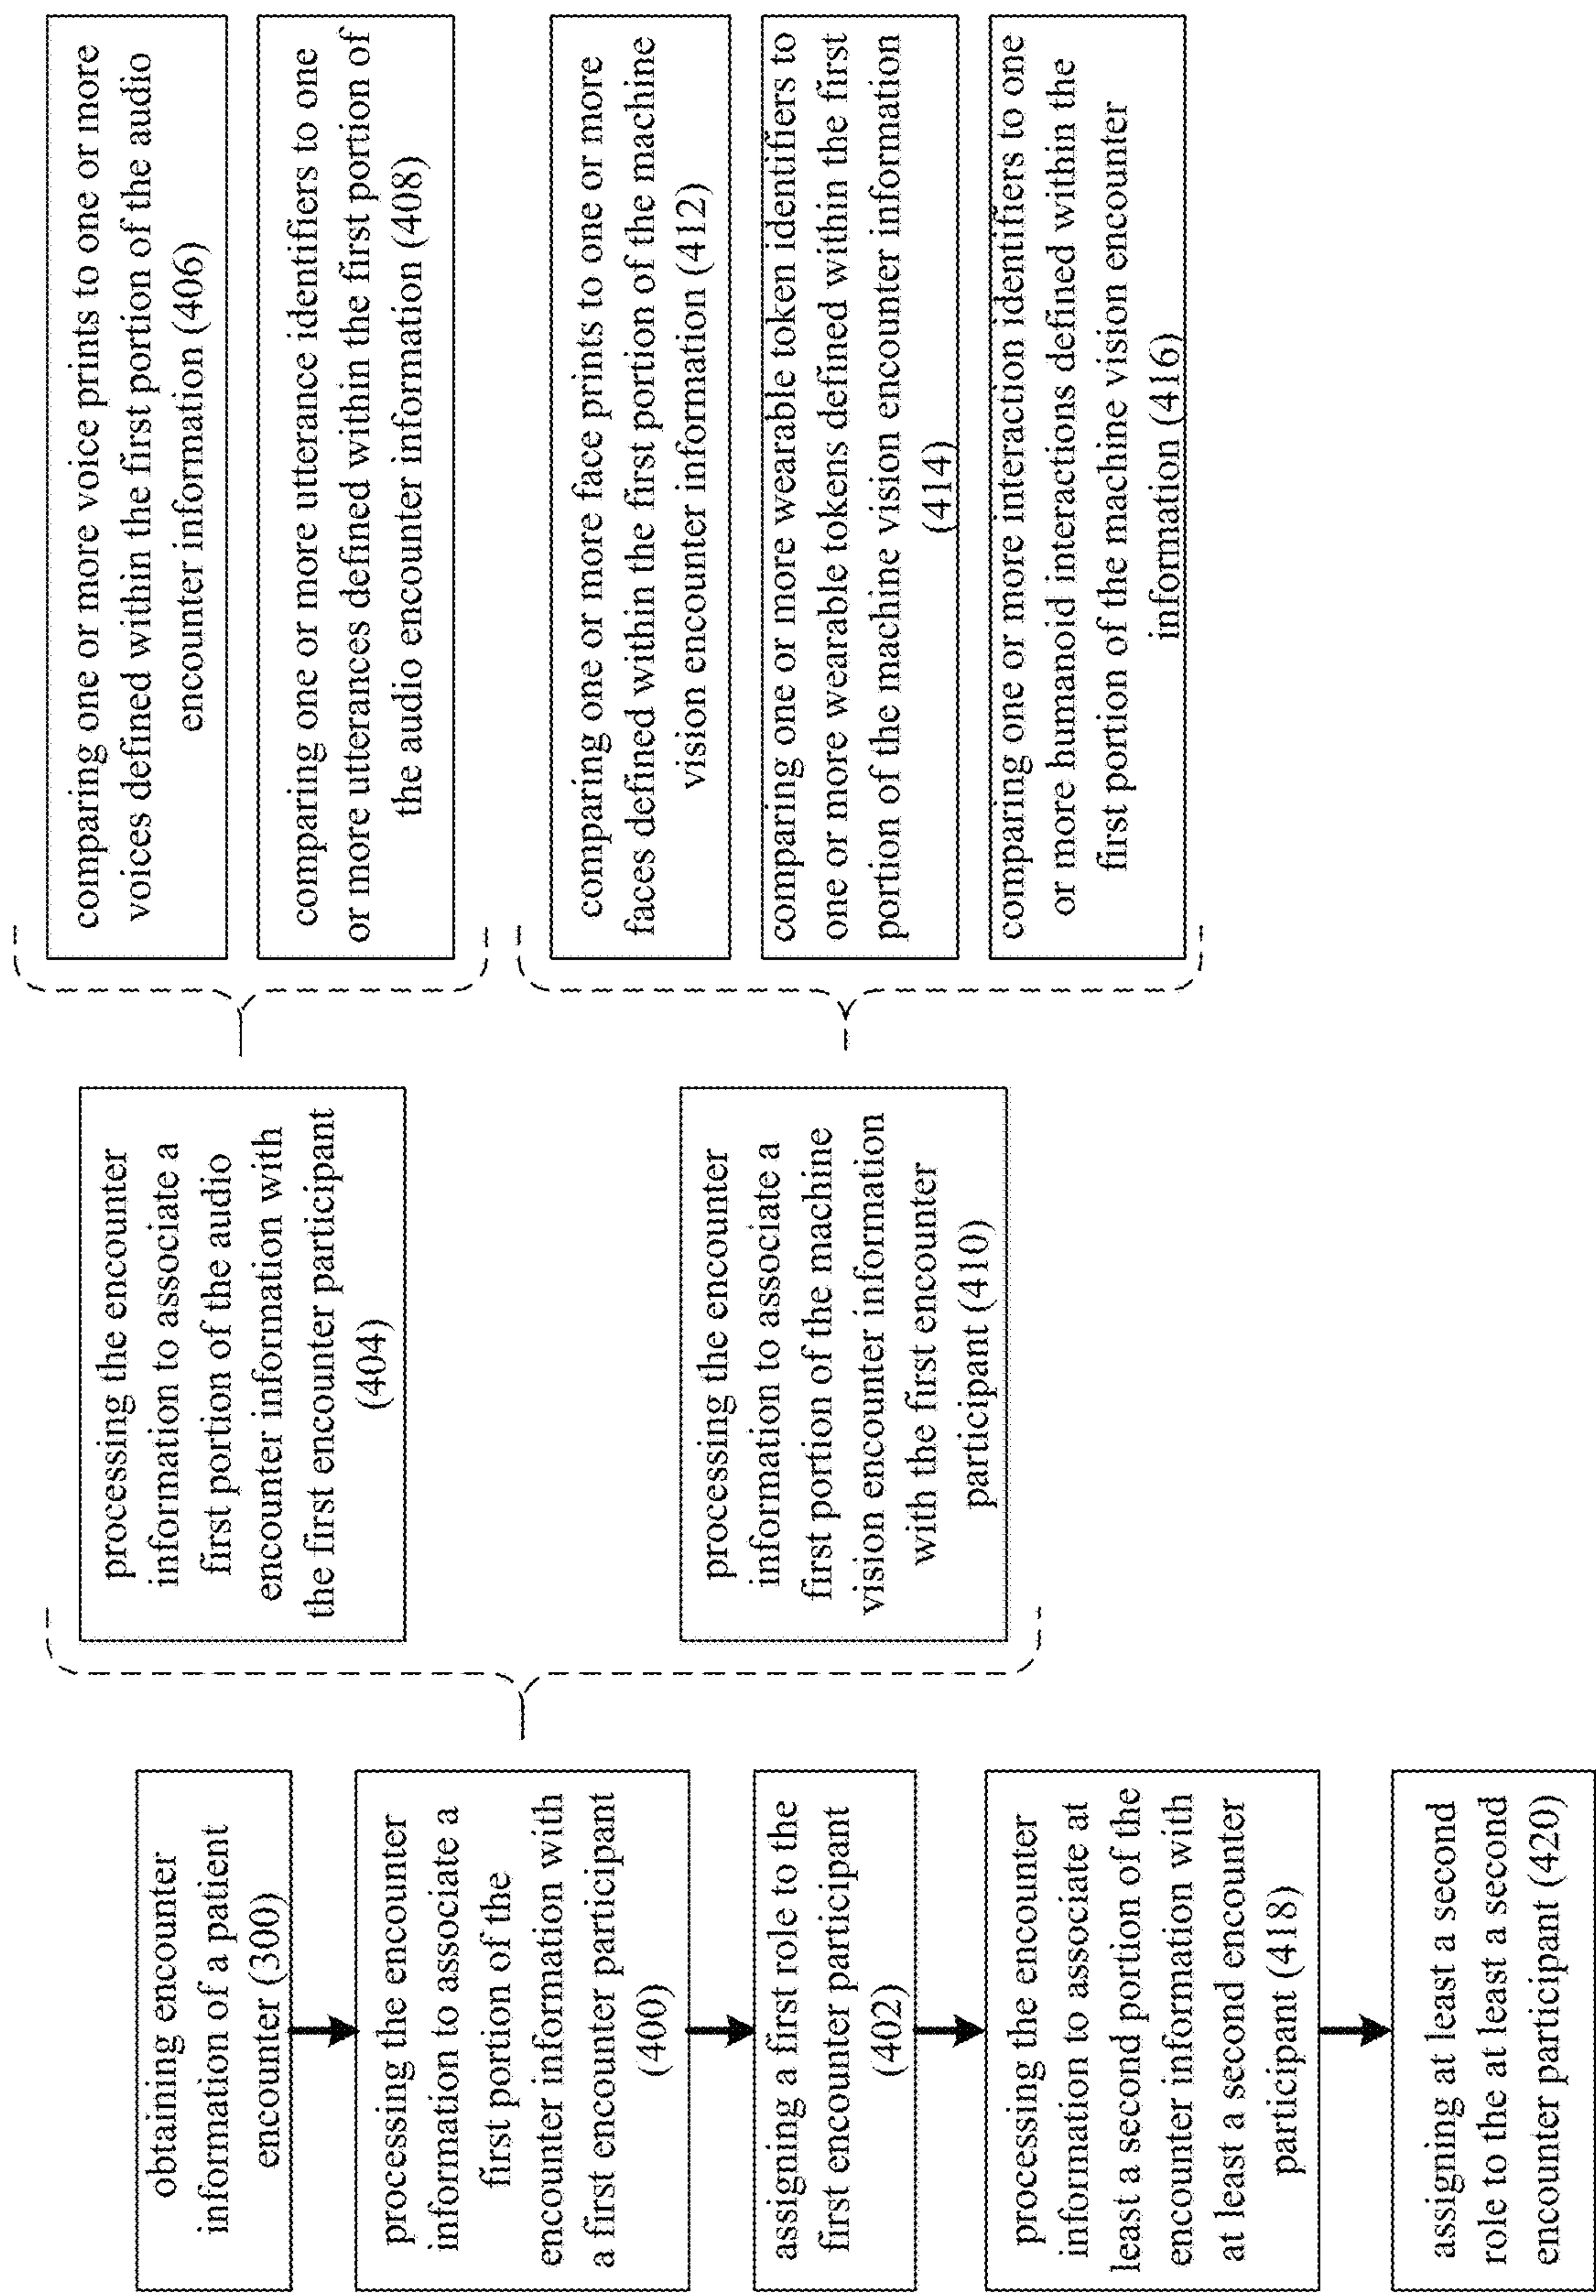 obtaining encounter
information of a patient
encounter (300)
processing the encounter
information to associate a
first portion of the
encounter information with
a first encounter participant
(400)
assigning a first role to the
first encounter participant
(402)
processing the encounter
information to associate at
least a second portion of the
encounter information with
at least a second encounter
participant (418)
assigning at least a second
role to the at least a second
encounter participant (420)
processing the encounter
information to associate a
first portion of the audio
encounter information with
the first encounter participant
(404)
processing the encounter
information to associate a
first portion of the machine
vision encounter information
with the first encounter
participant (410)
comparing one or more voice prints to one or more
voices defined within the first portion of the audio
encounter information (406)
comparing one or more utterance identifiers to one
or more utterances defined within the first portion of
the audio encounter information (408)
comparing one or more face prints to one or more
faces defined within the first portion of the machine
vision encounter information (412)
comparing one or more wearable token identifiers to
one or more wearable tokens defined within the first
portion of the machine vision encounter information
(414)
comparing one or more interaction identifiers to one
or more humanoid interactions defined within the
first portion of the machine vision encounter
information (416)